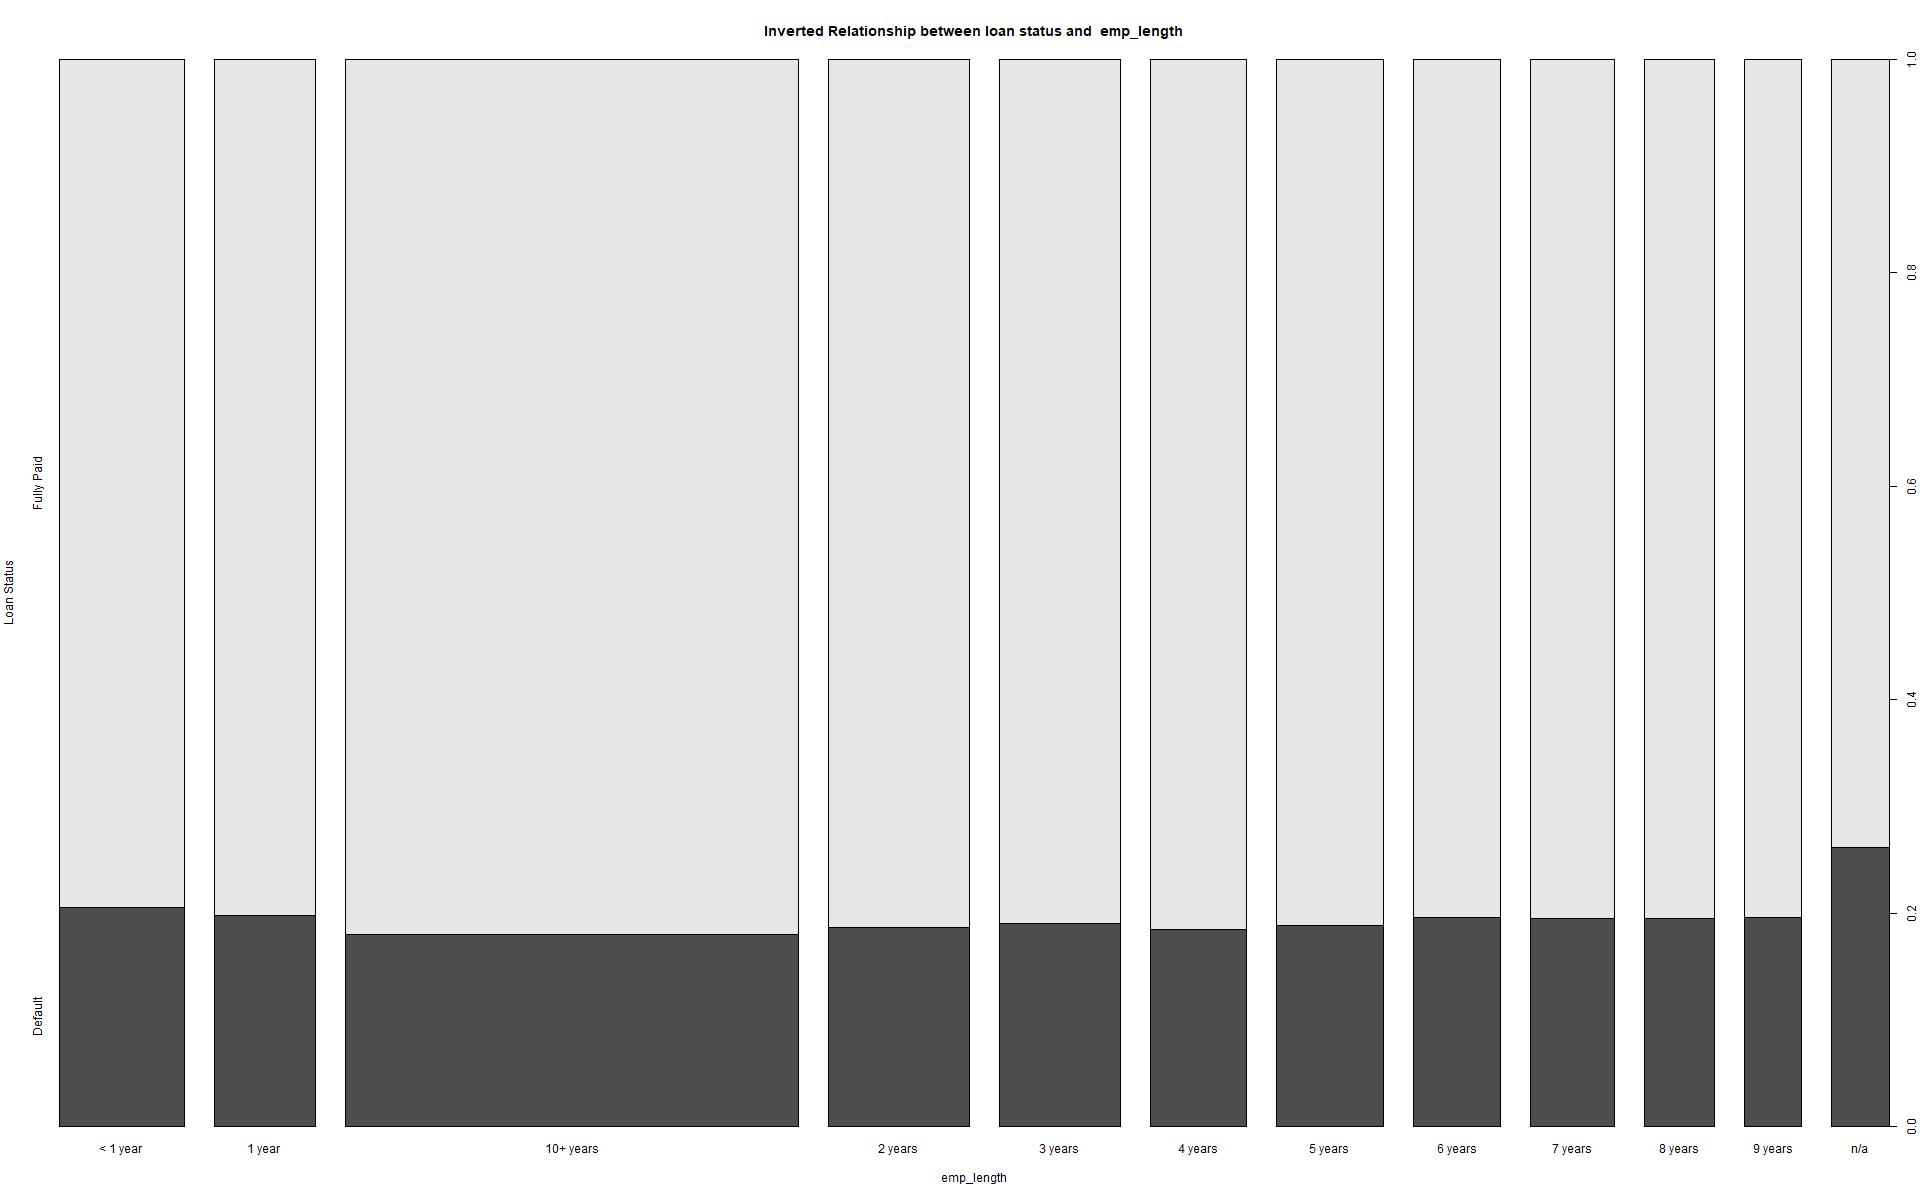 Inverted Relationship between loan status and  emp_length
Loan Status
Fully Paid
Default
1.0
0.8
0.6
0.4
0.2
0.0
< 1 year
1 year
10+ years
2 years
3 years
4 years
5 years
6 years
7 years
8 years
9 years
n/a
emp_length